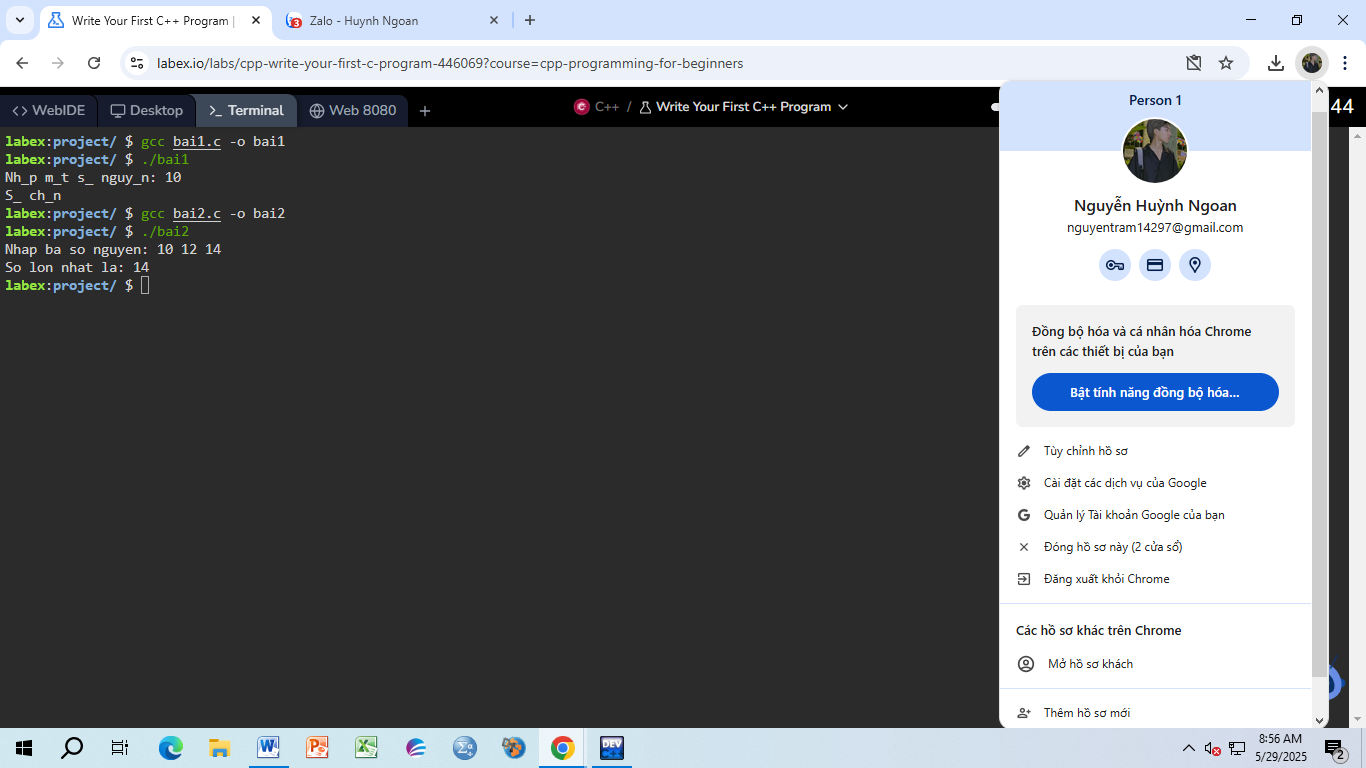 Write Your First C++ Program |
Zalo - Huynh Ngoan
labex.io/labs/cpp-write-your-first-c-program-446069?course=cpp-programming-for-beginners
WebIDE
Desktop
Terminal
Web 8080
C++ / Write Your First C++ Program
44
labex:project/ $ gcc bai1.c -o bai1
labex:project/ $ ./bai1
Nh_p m_t s_ nguy_n: 10
S_ ch_n
labex:project/ $ gcc bai2.c -o bai2
labex:project/ $ ./bai2
Nhap ba so nguyen: 10 12 14
So lon nhat la: 14
labex:project/ $
Person 1
Nguyễn Huỳnh Ngoan
nguyentram14297@gmail.com
Đồng bộ hóa và cá nhân hóa Chrome
trên các thiết bị của bạn
Bật tính năng đồng bộ hóa...
Tùy chỉnh hồ sơ
Cài đặt các dịch vụ của Google
Quản lý Tài khoản Google của bạn
Đóng hồ sơ này (2 cửa sổ)
Đăng xuất khỏi Chrome
Các hồ sơ khác trên Chrome
Mở hồ sơ khách
Thêm hồ sơ mới
8:56 AM
5/29/2025
2